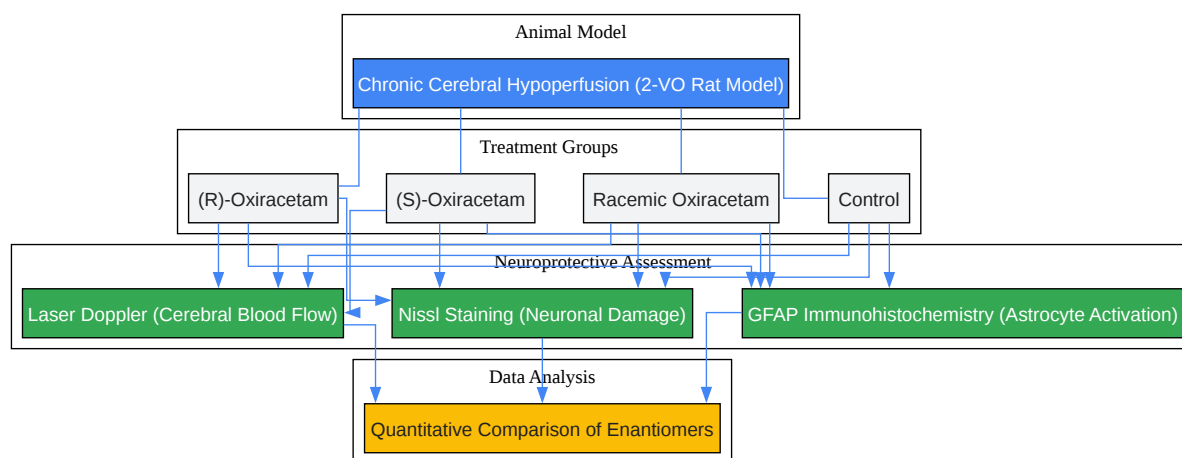 Animal Model
Chronic Cerebral Hypoperfusion (2-VO Rat Model)
Treatment Groups
(R)-Oxiracetam
(S)-Oxiracetam
Racemic Oxiracetam
Control
Neuroprotective Assessment
Laser Doppler (Cerebral Blood Flow)
Nissl Staining (Neuronal Damage)
GFAP Immunohistochemistry (Astrocyte Activation)
Data Analysis
Quantitative Comparison of Enantiomers